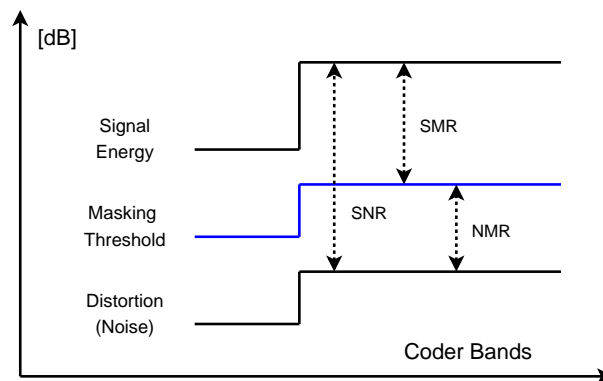 [dB]
Signal
Energy
SMR
Masking
Threshold
SNR
NMR
Distortion
(Noise)
Coder Bands